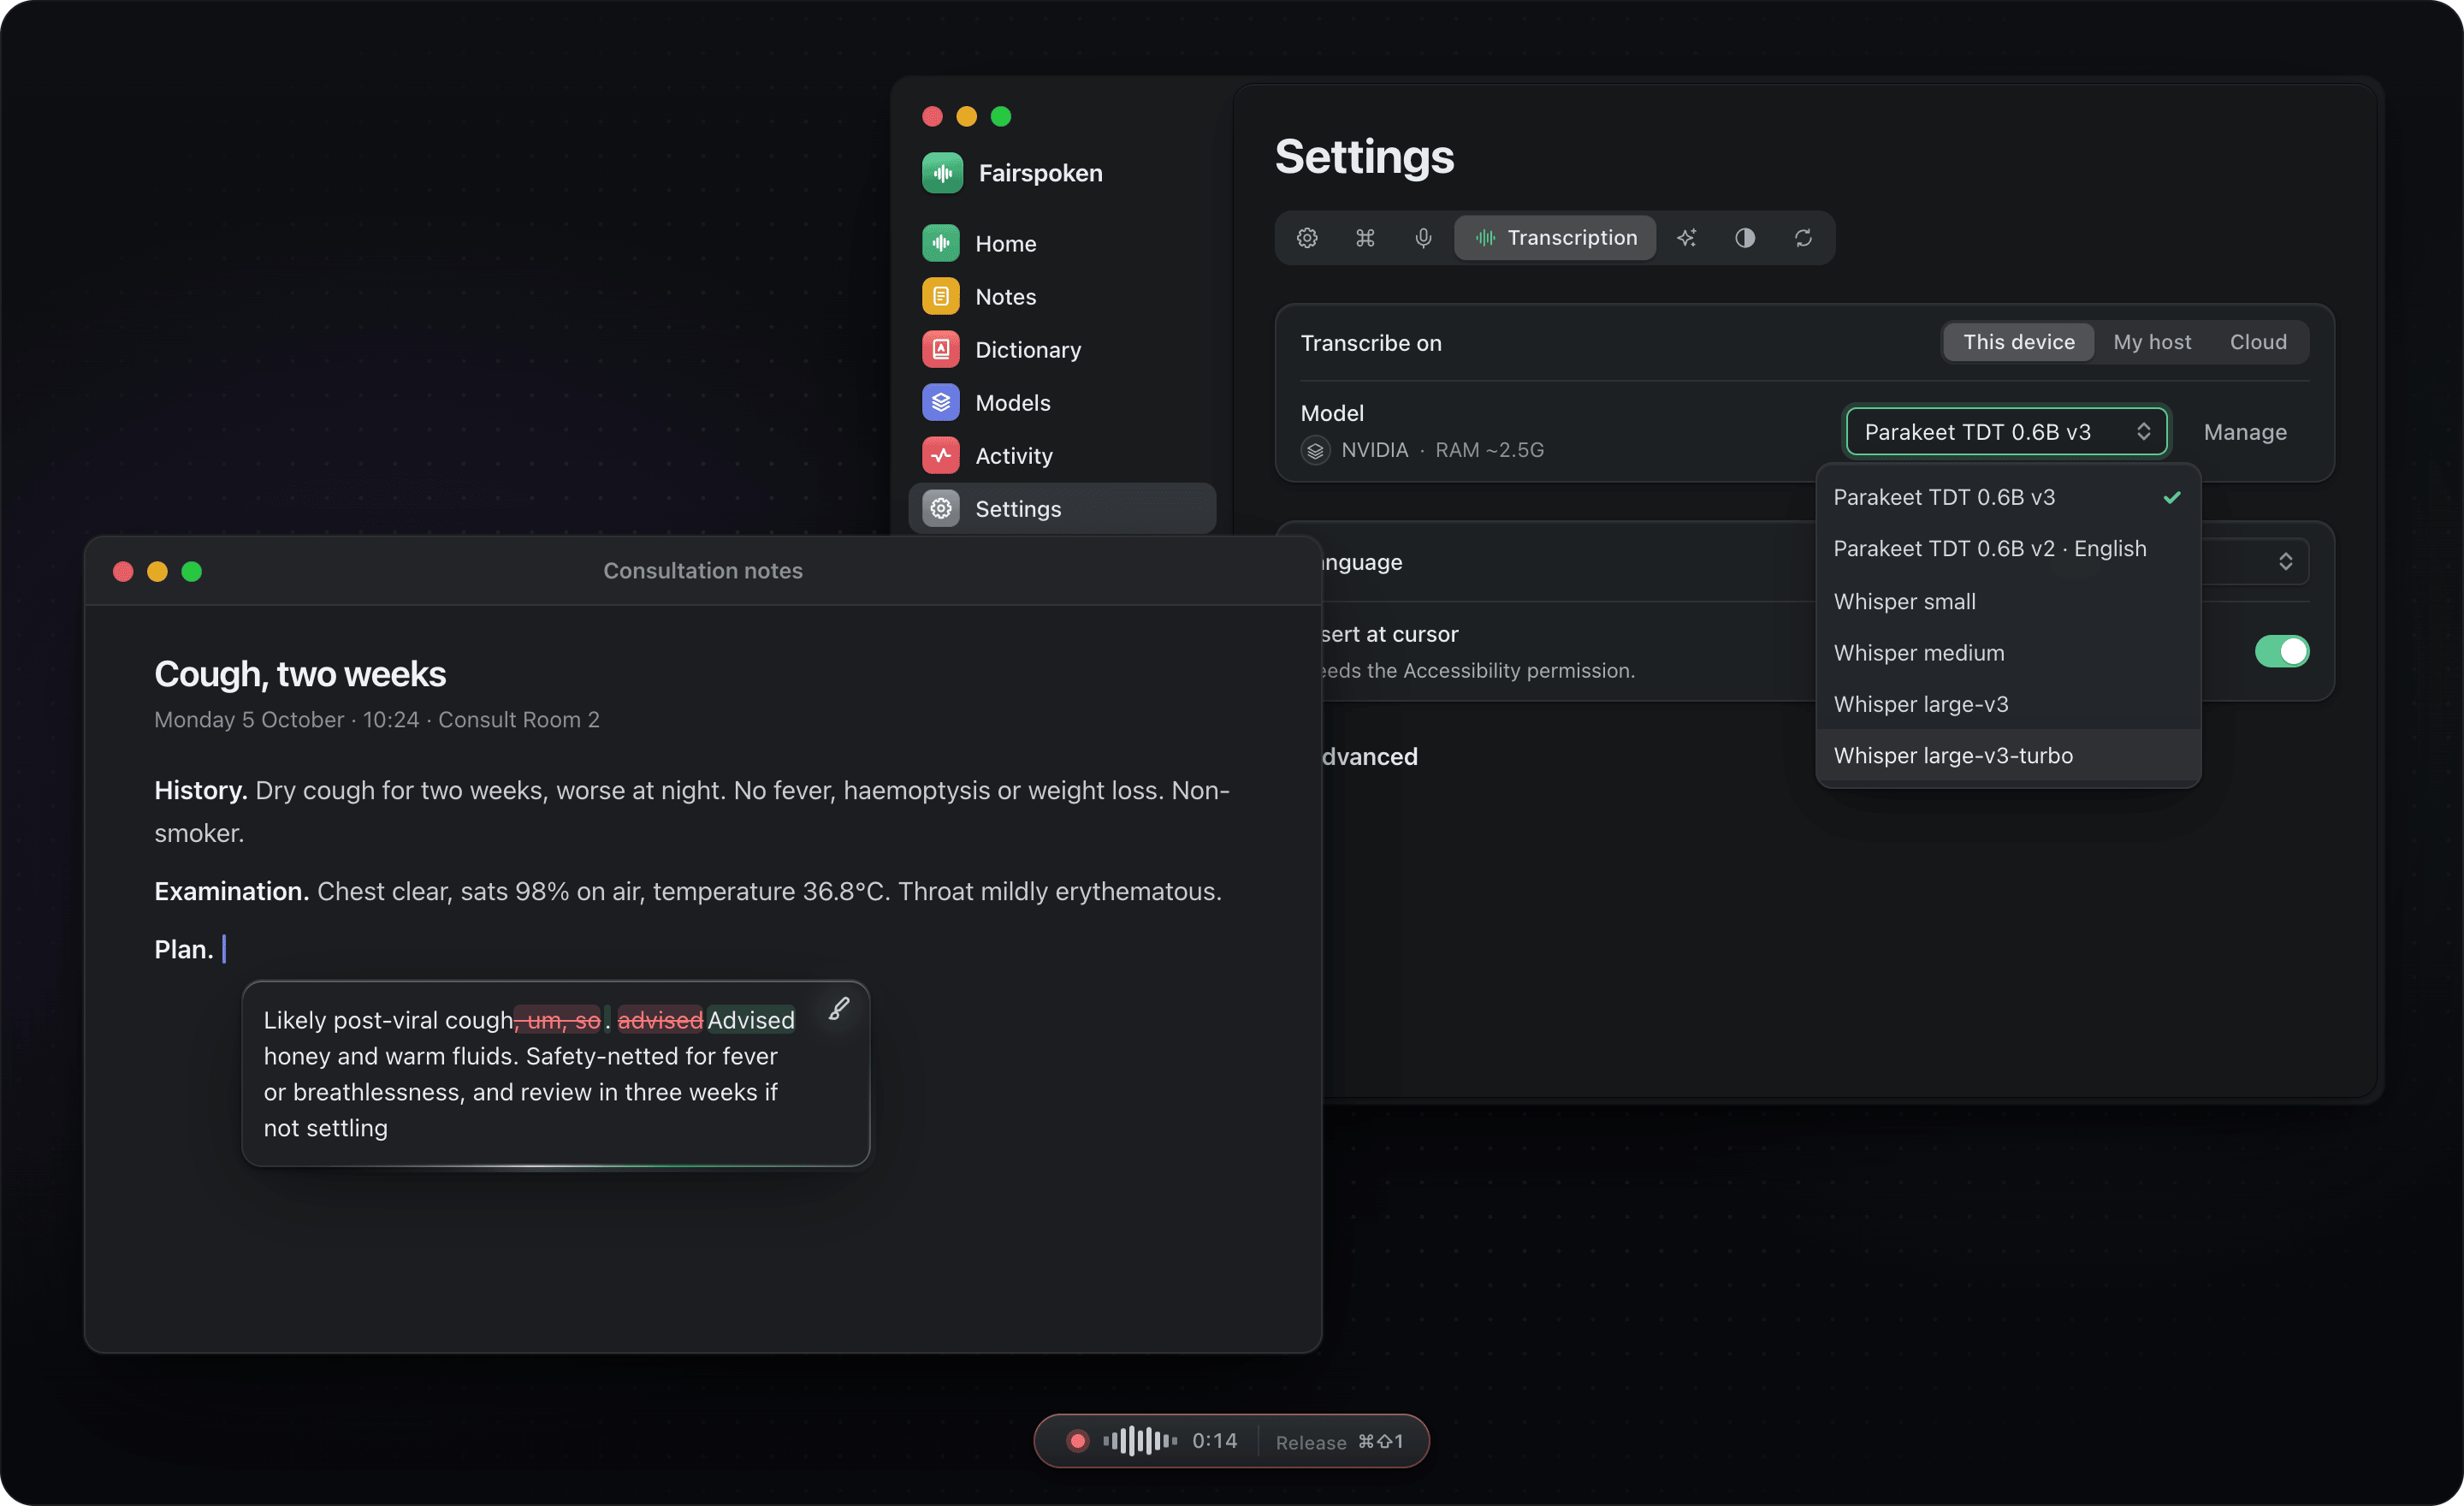 Fairspoken
Home
Notes
Dictionary
Models
Activity
Settings
Settings
Transcription
Transcribe on
This device
My host
Cloud
Model
NVIDIA · RAM ~2.5G
Parakeet TDT 0.6B v3
Manage
Parakeet TDT 0.6B v3
Parakeet TDT 0.6B v2 · English
Whisper small
Whisper medium
Whisper large-v3
Whisper large-v3-turbo
nguage
sert at cursor
eeds the Accessibility permission.
dvanced
Consultation notes
Cough, two weeks
Monday 5 October · 10:24 · Consult Room 2
History. Dry cough for two weeks, worse at night. No fever, haemoptysis or weight loss. Non-
smoker.
Examination. Chest clear, sats 98% on air, temperature 36.8°C. Throat mildly erythematous.
Plan.
Likely post-viral cough, um, so. advised Advised
honey and warm fluids. Safety-netted for fever
or breathlessness, and review in three weeks if
not settling
0:14
Release ⌘⇧1